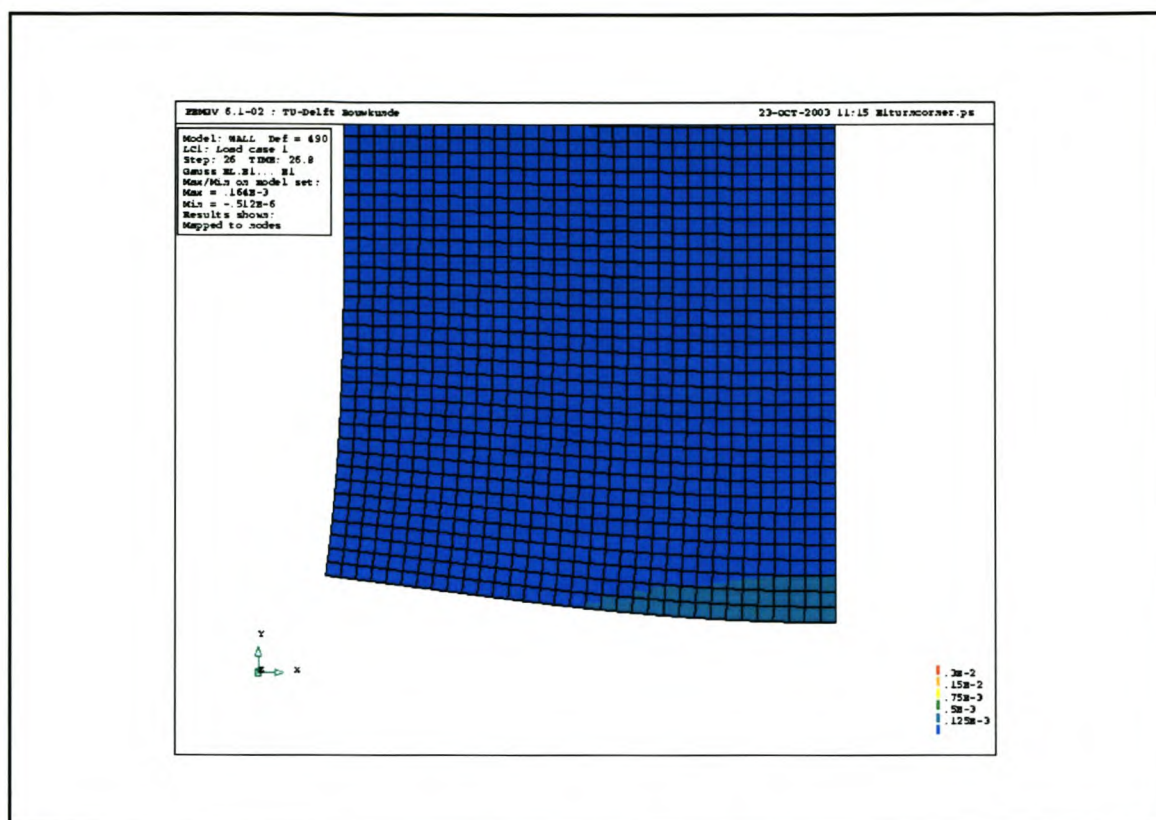 FEMGV 6.1-02 : TU-Delft Bouwkunde
23-OCT-2003 11:15 E1turncorner.ps
Model: WALL Def = 490
LC1: Load case 1
Step: 26 TIME: 26.8
Gauss EL.E1... E1
Max/Min on model set:
Max = .164E-3
Min = -.512E-6
Results shown:
Mapped to nodes
Y
Z X
.3E-2
.15E-2
.75E-3
.5E-3
.125E-3